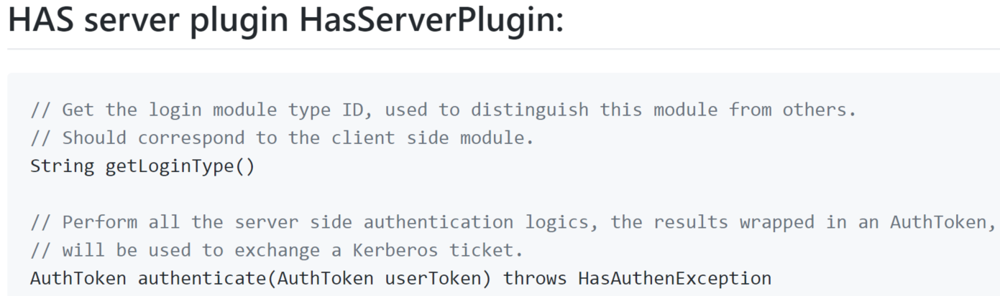 HAS server plugin HasServerPlugin:
// Get the login module type ID, used to distinguish this module from others.
// Should correspond to the client side module.
String getLoginType()
// Perform all the server side authentication logics, the results wrapped in an AuthToken,
// will be used to exchange a Kerberos ticket.
AuthToken authenticate(AuthToken userToken) throws HasAuthenException